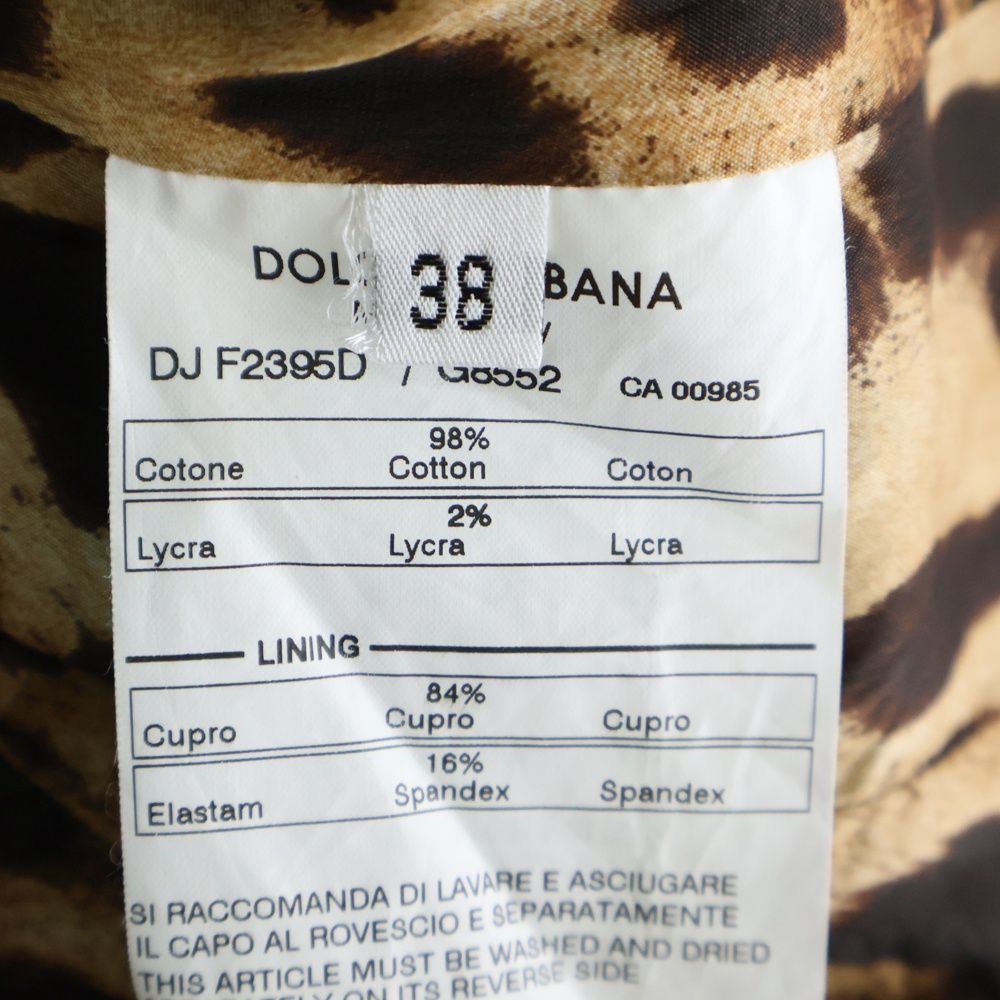 38
DOL BANA
DJ F2395D / G8552 CA 00985
98%
Cotone Cotton Coton
2%
Lycra Lycra Lycra
LINING
84%
Cupro Cupro Cupro
16%
Elastam Spandex Spandex
SI RACCOMANDA DI LAVARE E ASCIUGARE
IL CAPO AL ROVESCIO E SEPARATAMENTE
THIS ARTICLE MUST BE WASHED AND DRIED
ON ITS REVERSE SIDE